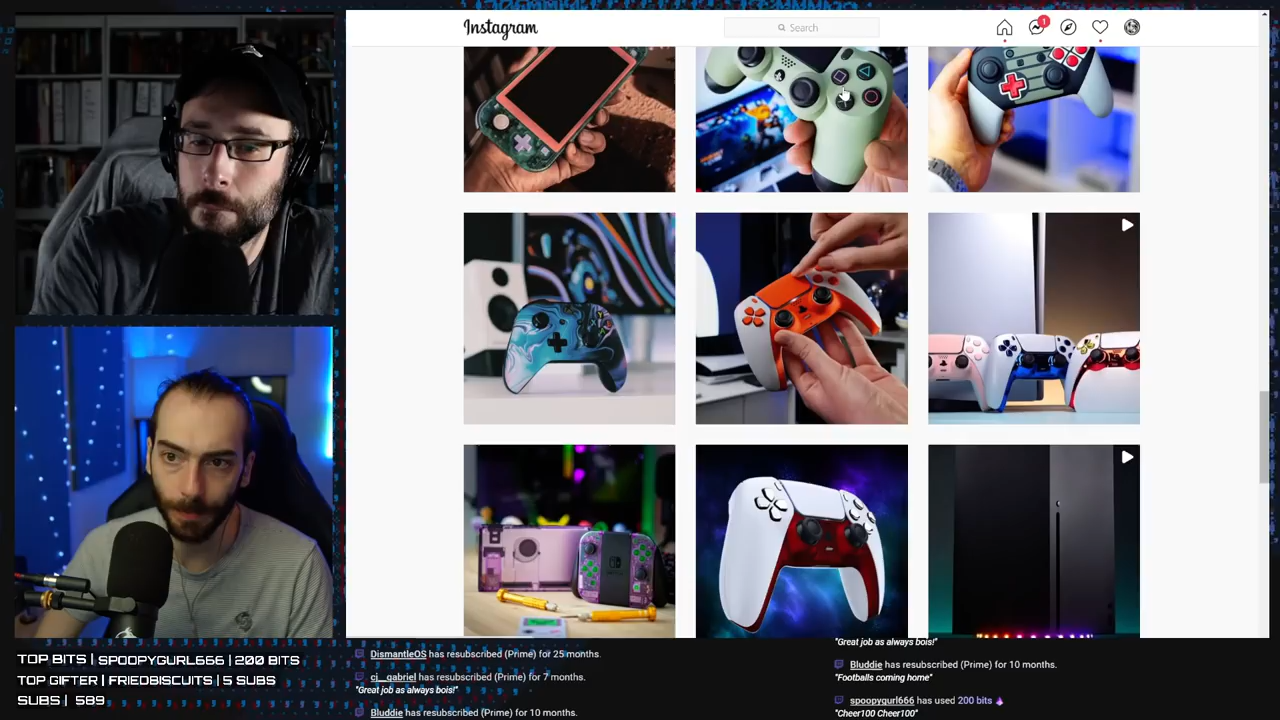 Instagram
Search
1
TOP BITS | SPOOPYGURL666 | 200 BITS
TOP GIFTER | FRIEDBISCUITS | 5 SUBS
SUBS | 589
DismantleOS has resubscribed (Prime) for 25 months.
cj__gabriel has resubscribed (Prime) for 7 months.
"Great job as always bois!"
Bluddie has resubscribed (Prime) for 10 months.
"Great job as always bois!"
Bluddie has resubscribed (Prime) for 10 months.
"Footballs coming home"
spoopygurl666 has used 200 bits
"Cheer100 Cheer100"